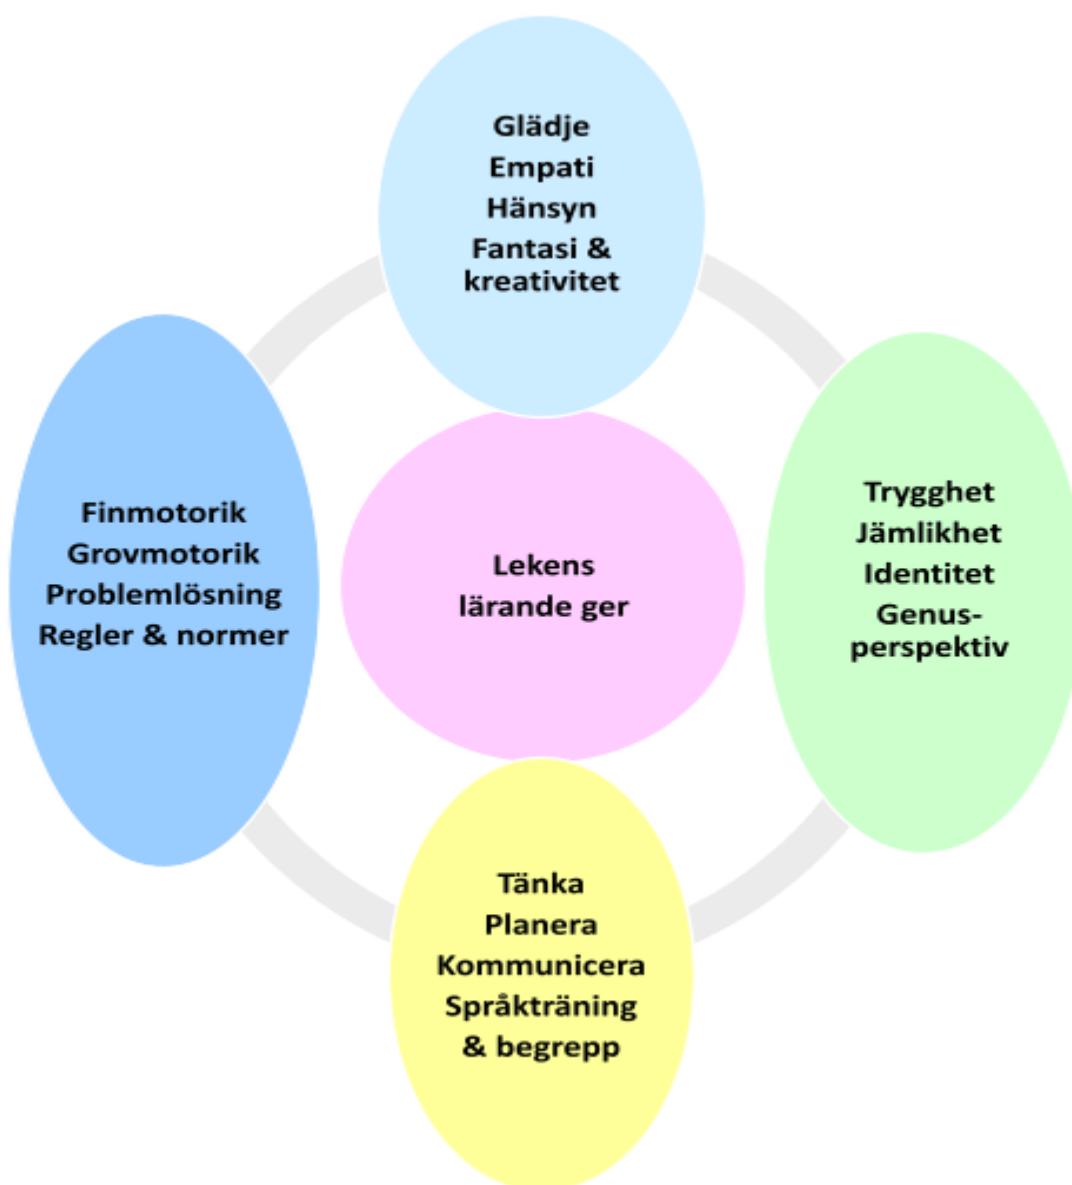 Glädje
Empati
Hänsyn
Fantasi &
kreativitet
Finmotorik
Grovmotorik
Problemlösning
Regler & normer
Lekens
lärande ger
Trygghet
Jämlikhet
Identitet
Genus-
perspektiv
Tänka
Planera
Kommunicera
Språkträning
& begrepp